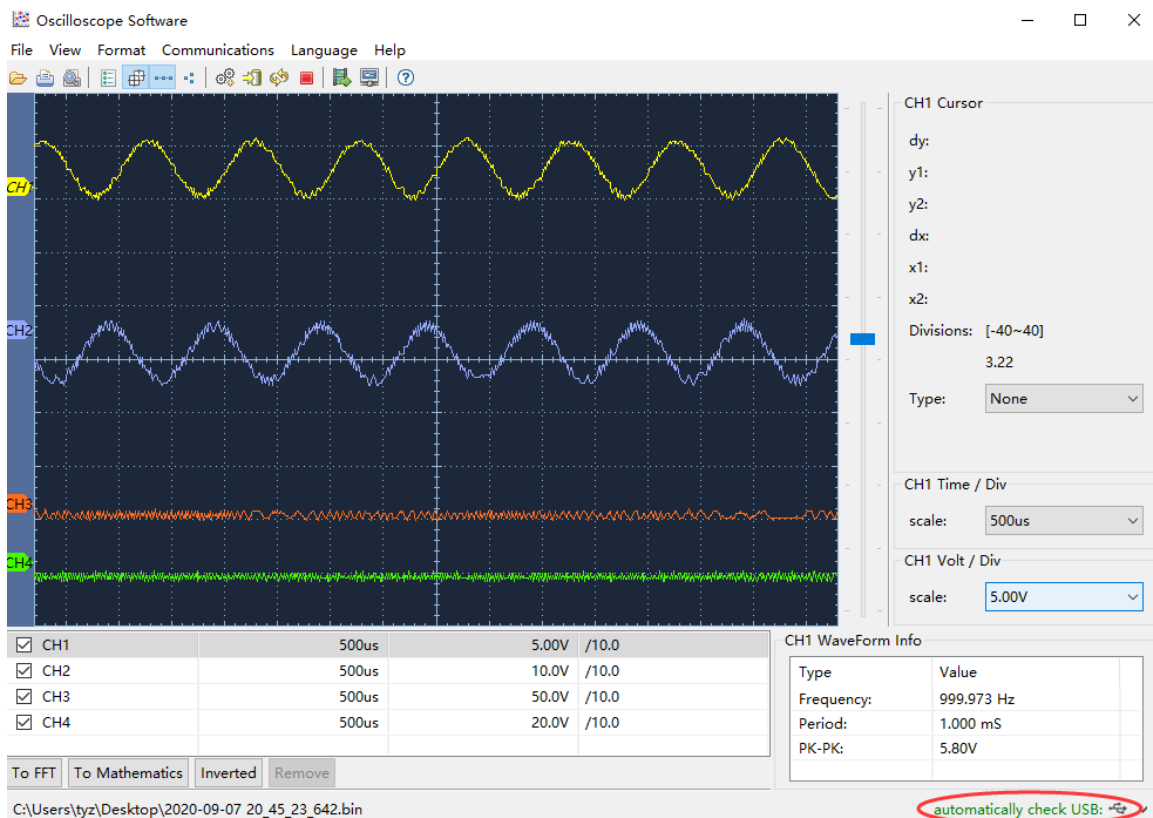 Oscilloscope Software
File View Format Communications Language Help
CH1 Cursor
dy:
y1:
y2:
dx:
x1:
x2:
Divisions: [-40~40]
3.22
Type: None
CH1 Time / Div
scale: 500us
CH1 Volt / Div
scale: 5.00V
CH
CH2
CH3
CH4
CH1 500us 5.00V /10.0
CH2 500us 10.0V /10.0
CH3 500us 50.0V /10.0
CH4 500us 20.0V /10.0
To FFT To Mathematics Inverted Remove
CH1 WaveForm Info
Type Value
Frequency: 999.973 Hz
Period: 1.000 mS
PK-PK: 5.80V
C:\Users\tyz\Desktop\2020-09-07 20_45_23_642.bin
automatically check USB: